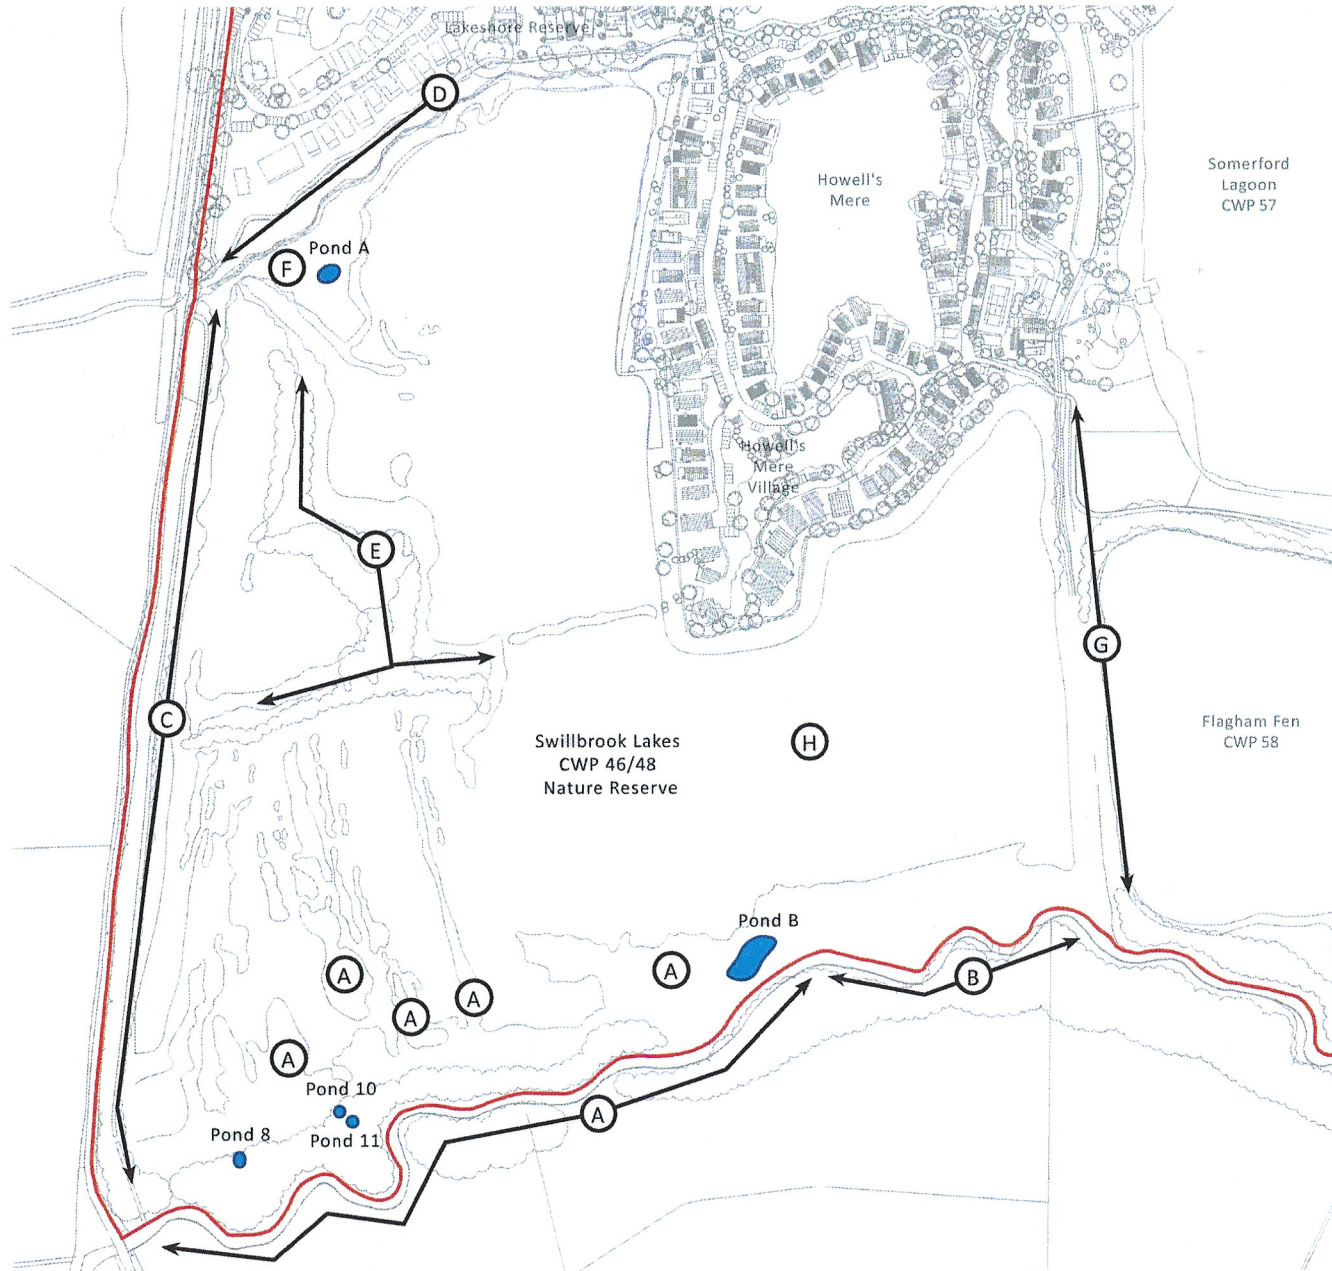 Lakeshore Reserve
D
Howell's
Mere
Somerford
Lagoon
CWP 57
Pond A
F
Howell's
Mere
Village
E
G
C
Swillbrook Lakes
CWP 46/48
Nature Reserve
H
Flagham Fen
CWP 58
Pond B
A
A
A
A
B
A
Pond 10
Pond 11
Pond 8
A